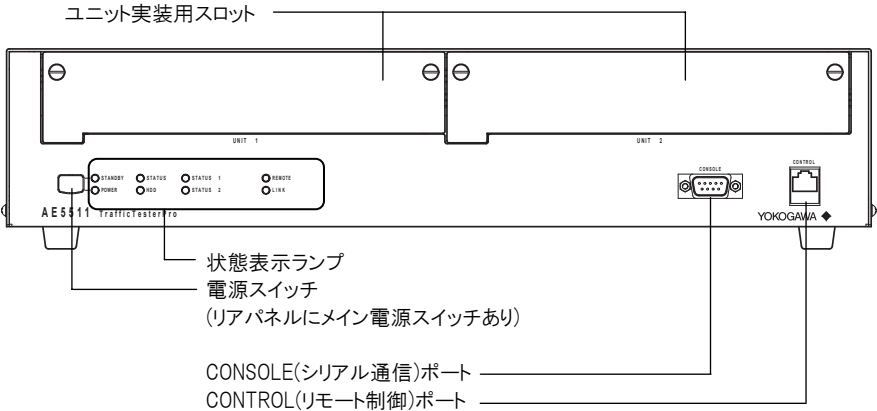 ユニット実装用スロット
UNIT 1
UNIT 2
STANDBY
STATUS
STATUS 1
REMOTE
POWER
HDD
STATUS 2
LINK
CONSOLE
CONTROL
AE5511 TrafficTesterPro
YOKOGAWA
状態表示ランプ
電源スイッチ
(リアパネルにメイン電源スイッチあり)
CONSOLE(シリアル通信)ポート
CONTROL(リモート制御)ポート